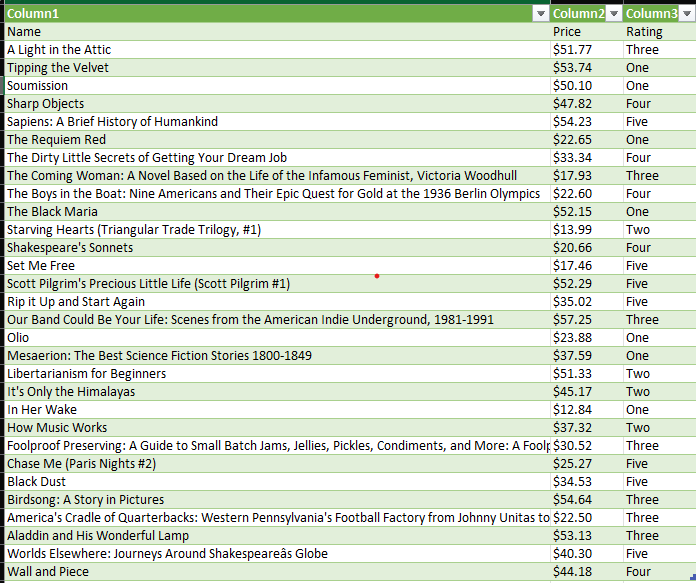 Column1 Column2 Column3
Name Price Rating
A Light in the Attic $51.77 Three
Tipping the Velvet $53.74 One
Soumission $50.10 One
Sharp Objects $47.82 Four
Sapiens: A Brief History of Humankind $54.23 Five
The Requiem Red $22.65 One
The Dirty Little Secrets of Getting Your Dream Job $33.34 Four
The Coming Woman: A Novel Based on the Life of the Infamous Feminist, Victoria Woodhull $17.93 Three
The Boys in the Boat: Nine Americans and Their Epic Quest for Gold at the 1936 Berlin Olympics $22.60 Four
The Black Maria $52.15 One
Starving Hearts (Triangular Trade Trilogy, #1) $13.99 Two
Shakespeare's Sonnets $20.66 Four
Set Me Free $17.46 Five
Scott Pilgrim's Precious Little Life (Scott Pilgrim #1) $52.29 Five
Rip it Up and Start Again $35.02 Five
Our Band Could Be Your Life: Scenes from the American Indie Underground, 1981-1991 $57.25 Three
Olio $23.88 One
Mesaerion: The Best Science Fiction Stories 1800-1849 $37.59 One
Libertarianism for Beginners $51.33 Two
It's Only the Himalayas $45.17 Two
In Her Wake $12.84 One
How Music Works $37.32 Two
Foolproof Preserving: A Guide to Small Batch Jams, Jellies, Pickles, Condiments, and More: A Foolp $30.52 Three
Chase Me (Paris Nights #2) $25.27 Five
Black Dust $34.53 Five
Birdsong: A Story in Pictures $54.64 Three
America's Cradle of Quarterbacks: Western Pennsylvania's Football Factory from Johnny Unitas to $22.50 Three
Aladdin and His Wonderful Lamp $53.13 Three
Worlds Elsewhere: Journeys Around Shakespeareâs Globe $40.30 Five
Wall and Piece $44.18 Four